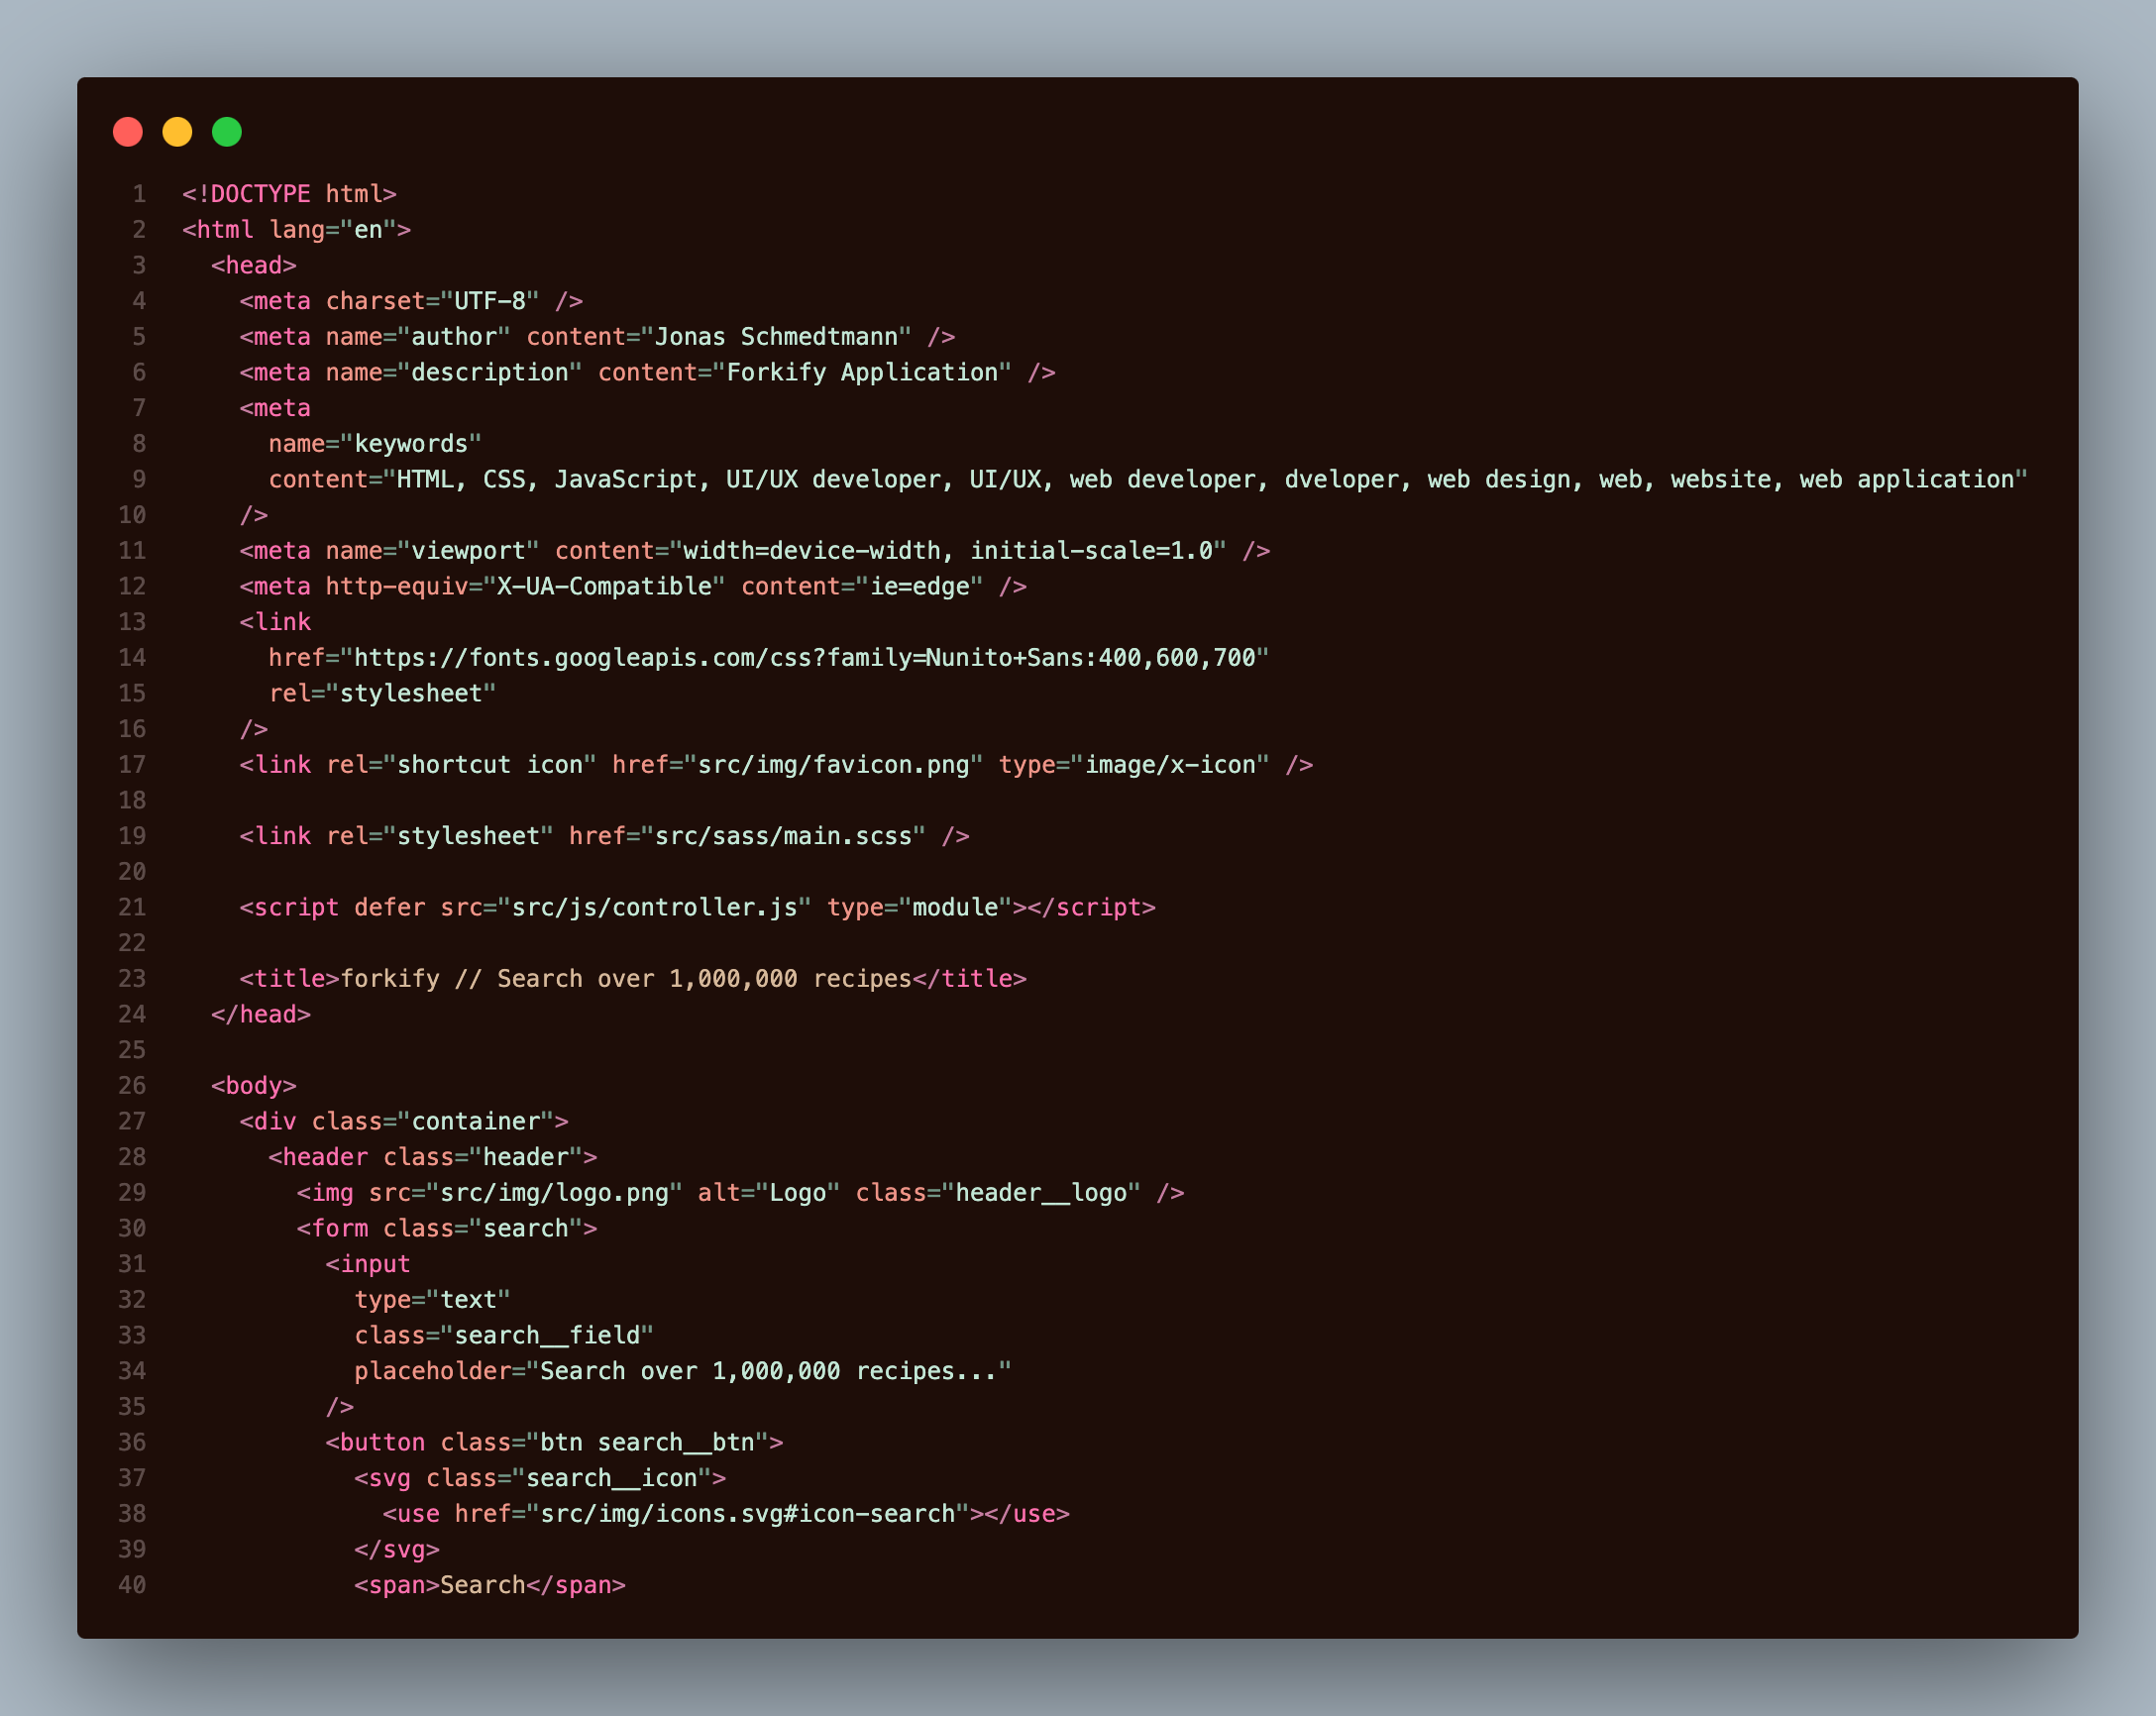 1 <!DOCTYPE html>
2 <html lang="en">
3   <head>
4     <meta charset="UTF-8" />
5     <meta name="author" content="Jonas Schmedtmann" />
6     <meta name="description" content="Forkify Application" />
7     <meta
8       name="keywords"
9       content="HTML, CSS, JavaScript, UI/UX developer, UI/UX, web developer, dveloper, web design, web, website, web application"
10     />
11     <meta name="viewport" content="width=device-width, initial-scale=1.0" />
12     <meta http-equiv="X-UA-Compatible" content="ie=edge" />
13     <link
14       href="https://fonts.googleapis.com/css?family=Nunito+Sans:400,600,700"
15       rel="stylesheet"
16     />
17     <link rel="shortcut icon" href="src/img/favicon.png" type="image/x-icon" />
18
19     <link rel="stylesheet" href="src/sass/main.scss" />
20
21     <script defer src="src/js/controller.js" type="module"></script>
22
23     <title>forkify // Search over 1,000,000 recipes</title>
24   </head>
25
26   <body>
27     <div class="container">
28       <header class="header">
29         <img src="src/img/logo.png" alt="Logo" class="header__logo" />
30         <form class="search">
31           <input
32             type="text"
33             class="search__field"
34             placeholder="Search over 1,000,000 recipes..."
35           />
36           <button class="btn search__btn">
37             <svg class="search__icon">
38               <use href="src/img/icons.svg#icon-search"></use>
39             </svg>
40             <span>Search</span>